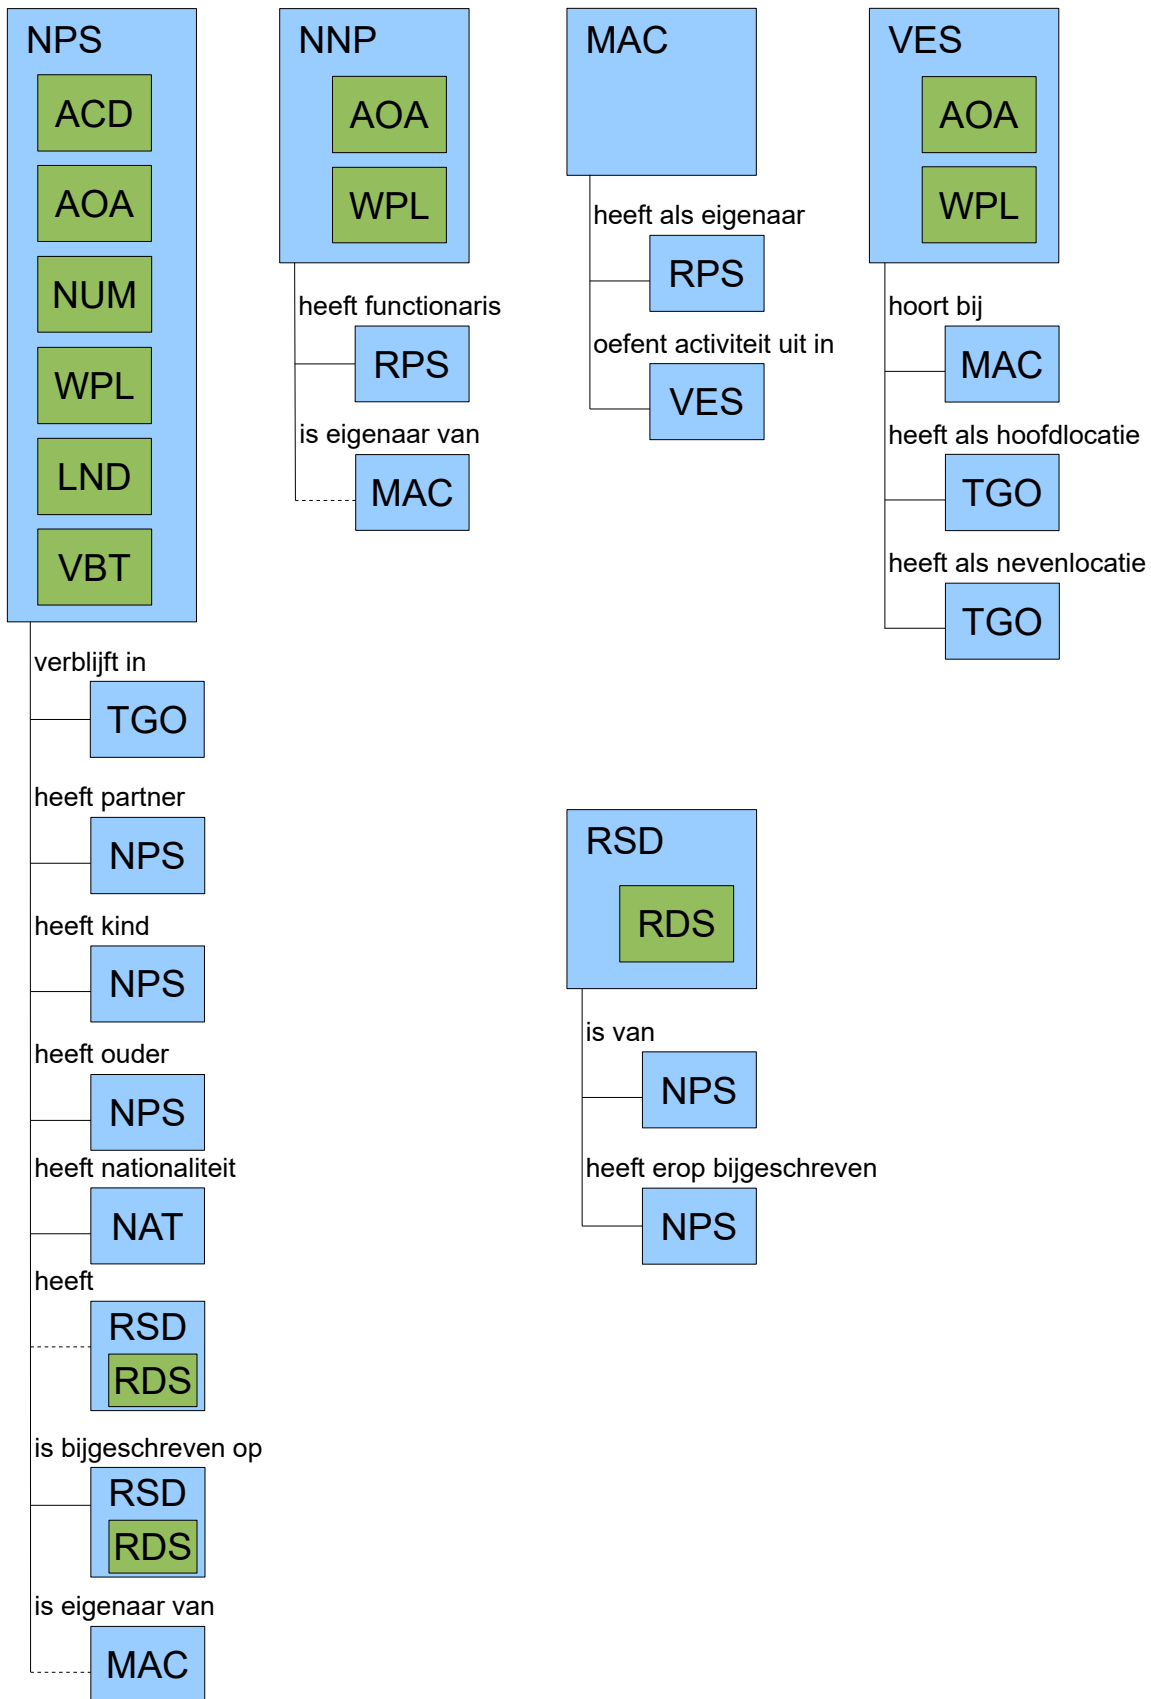 NPS
ACD
AOA
NUM
WPL
LND
VBT
verblijft in
TGO
heeft partner
NPS
heeft kind
NPS
heeft ouder
NPS
heeft nationaliteit
NAT
heeft
RSD
RDS
is bijgeschreven op
RSD
RDS
is eigenaar van
MAC
NNP
AOA
WPL
heeft functionaris
RPS
is eigenaar van
MAC
MAC
heeft als eigenaar
RPS
oefent activiteit uit in
VES
VES
AOA
WPL
hoort bij
MAC
heeft als hoofdlocatie
TGO
heeft als nevenlocatie
TGO
RSD
RDS
is van
NPS
heeft erop bijgeschreven
NPS